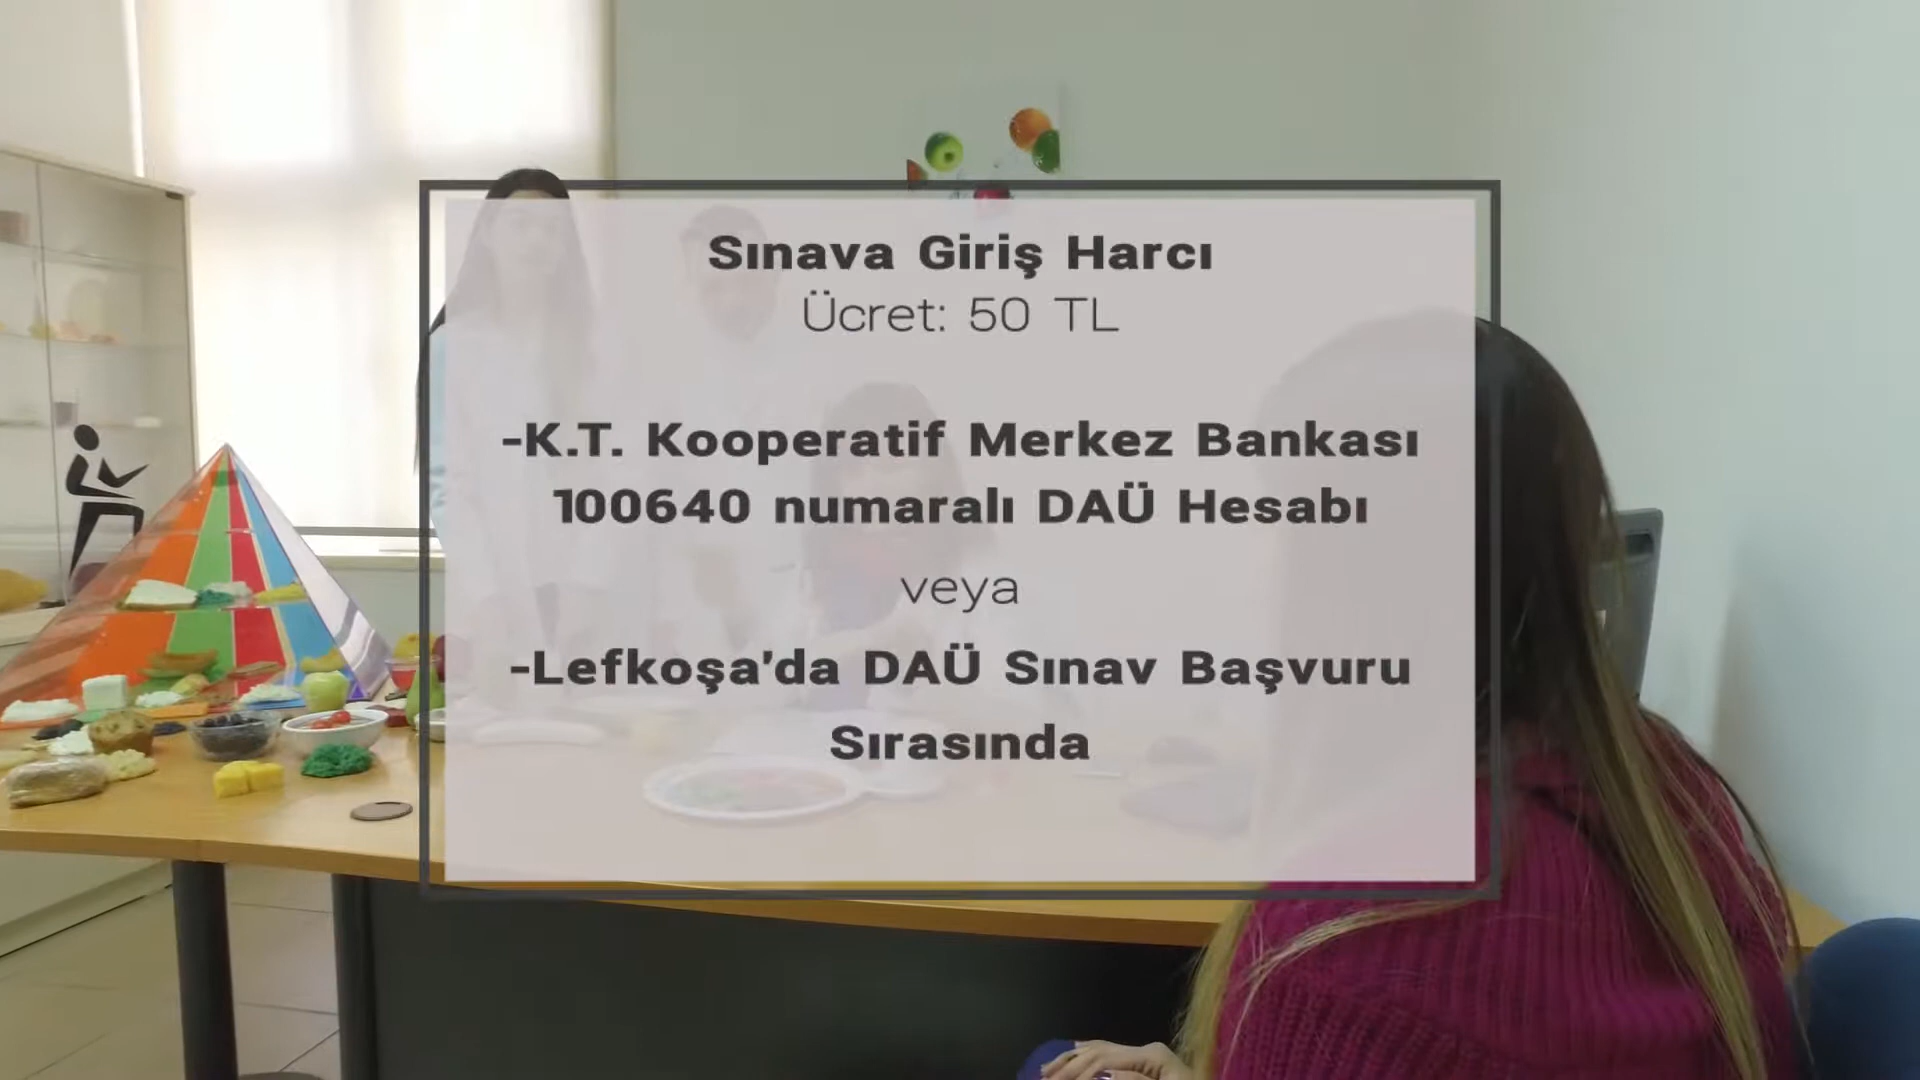 Sınava Giriş Harcı
Ücret: 50 TL
-K.T. Kooperatif Merkez Bankası
100640 numaralı DAÜ Hesabı
veya
-Lefkoşa'da DAÜ Sınav Başvuru
Sırasında